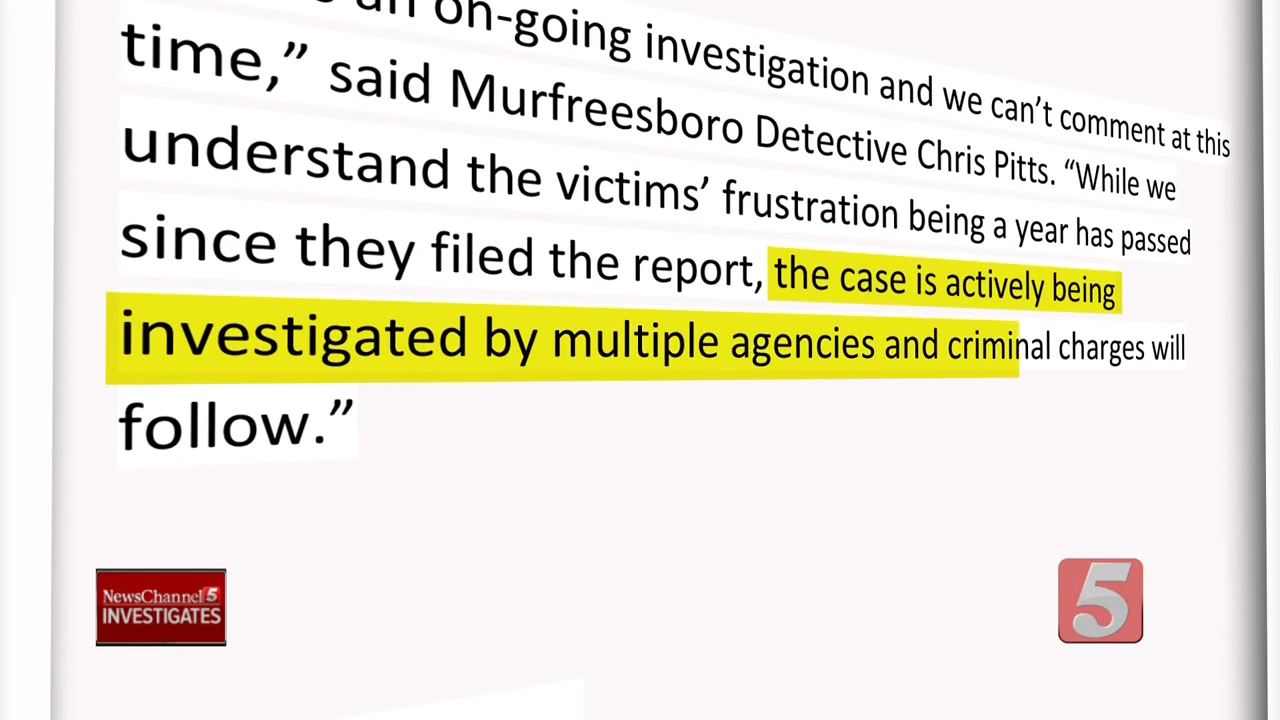 an on-going investigation and we can’t comment at this
time,” said Murfreesboro Detective Chris Pitts. “While we
understand the victims’ frustration being a year has passed
since they filed the report, the case is actively being
investigated by multiple agencies and criminal charges will
follow.”
NewsChannel 5
INVESTIGATES
5